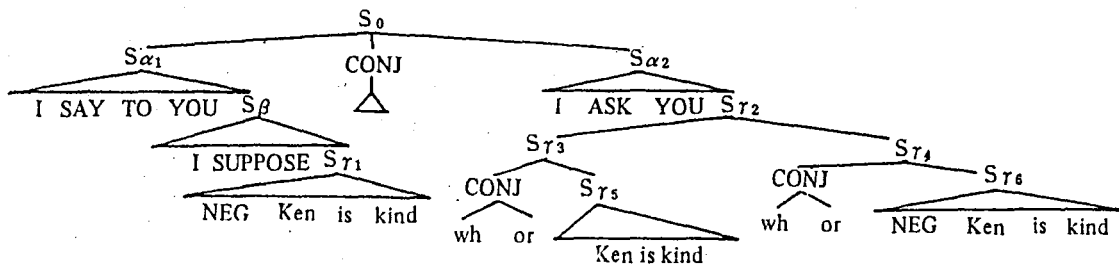 S₀
Sα₁ CONJ Sα₂
I SAY TO YOU Sβ I ASK YOU Sγ₂
I SUPPOSE Sγ₁ Sγ₃ Sγ₄
NEG Ken is kind CONJ Sγ₅ CONJ Sγ₆
wh or Ken is kind wh or NEG Ken is kind